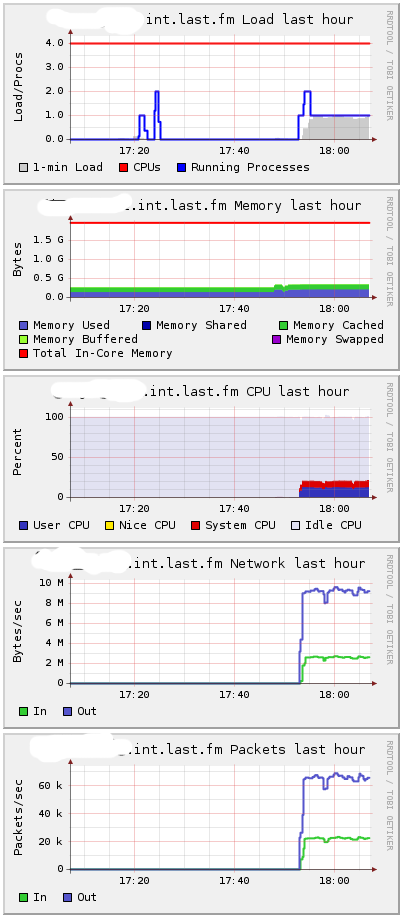 .int.last.fm Load last hour
RRDTOOL / TOBI OETIKER
Load/Procs
4.0
3.0
2.0
1.0
0.0
17:20 17:40 18:00
1-min Load CPUs Running Processes
.int.last.fm Memory last hour
RRDTOOL / TOBI OETIKER
Bytes
1.5 G
1.0 G
0.5 G
0.0
17:20 17:40 18:00
Memory Used Memory Shared Memory Cached
Memory Buffered Memory Swapped
Total In-Core Memory
.int.last.fm CPU last hour
RRDTOOL / TOBI OETIKER
Percent
100
50
0
17:20 17:40 18:00
User CPU Nice CPU System CPU Idle CPU
.int.last.fm Network last hour
RRDTOOL / TOBI OETIKER
Bytes/sec
10 M
8 M
6 M
4 M
2 M
0
17:20 17:40 18:00
In Out
.int.last.fm Packets last hour
RRDTOOL / TOBI OETIKER
Packets/sec
60 k
40 k
20 k
0
17:20 17:40 18:00
In Out